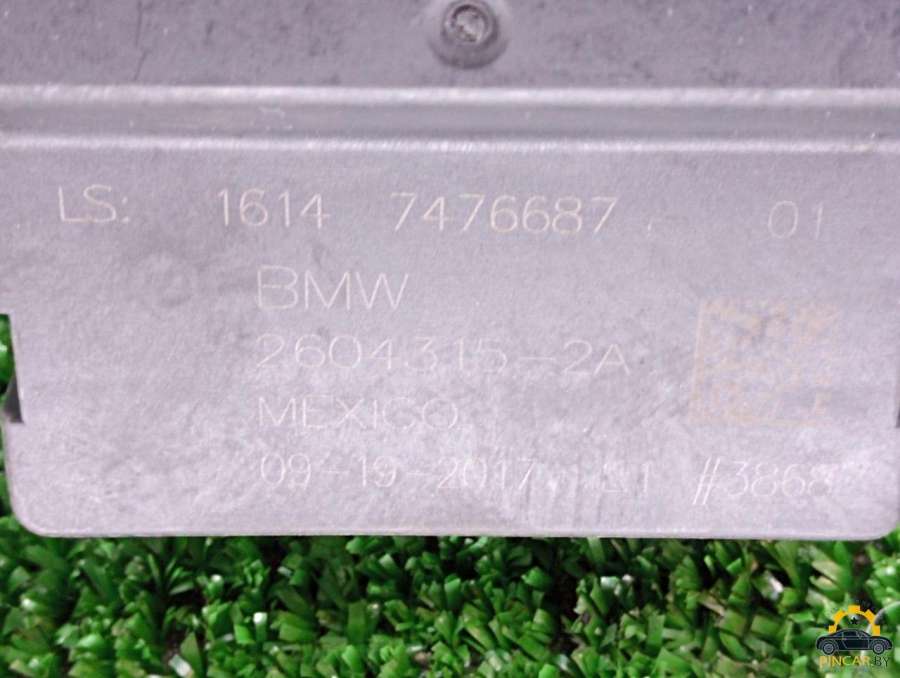 LS: 1614 7476687 01
BMW
2604315-2A
MEXICO
09-19-2017 #3868
PINCAR.BY